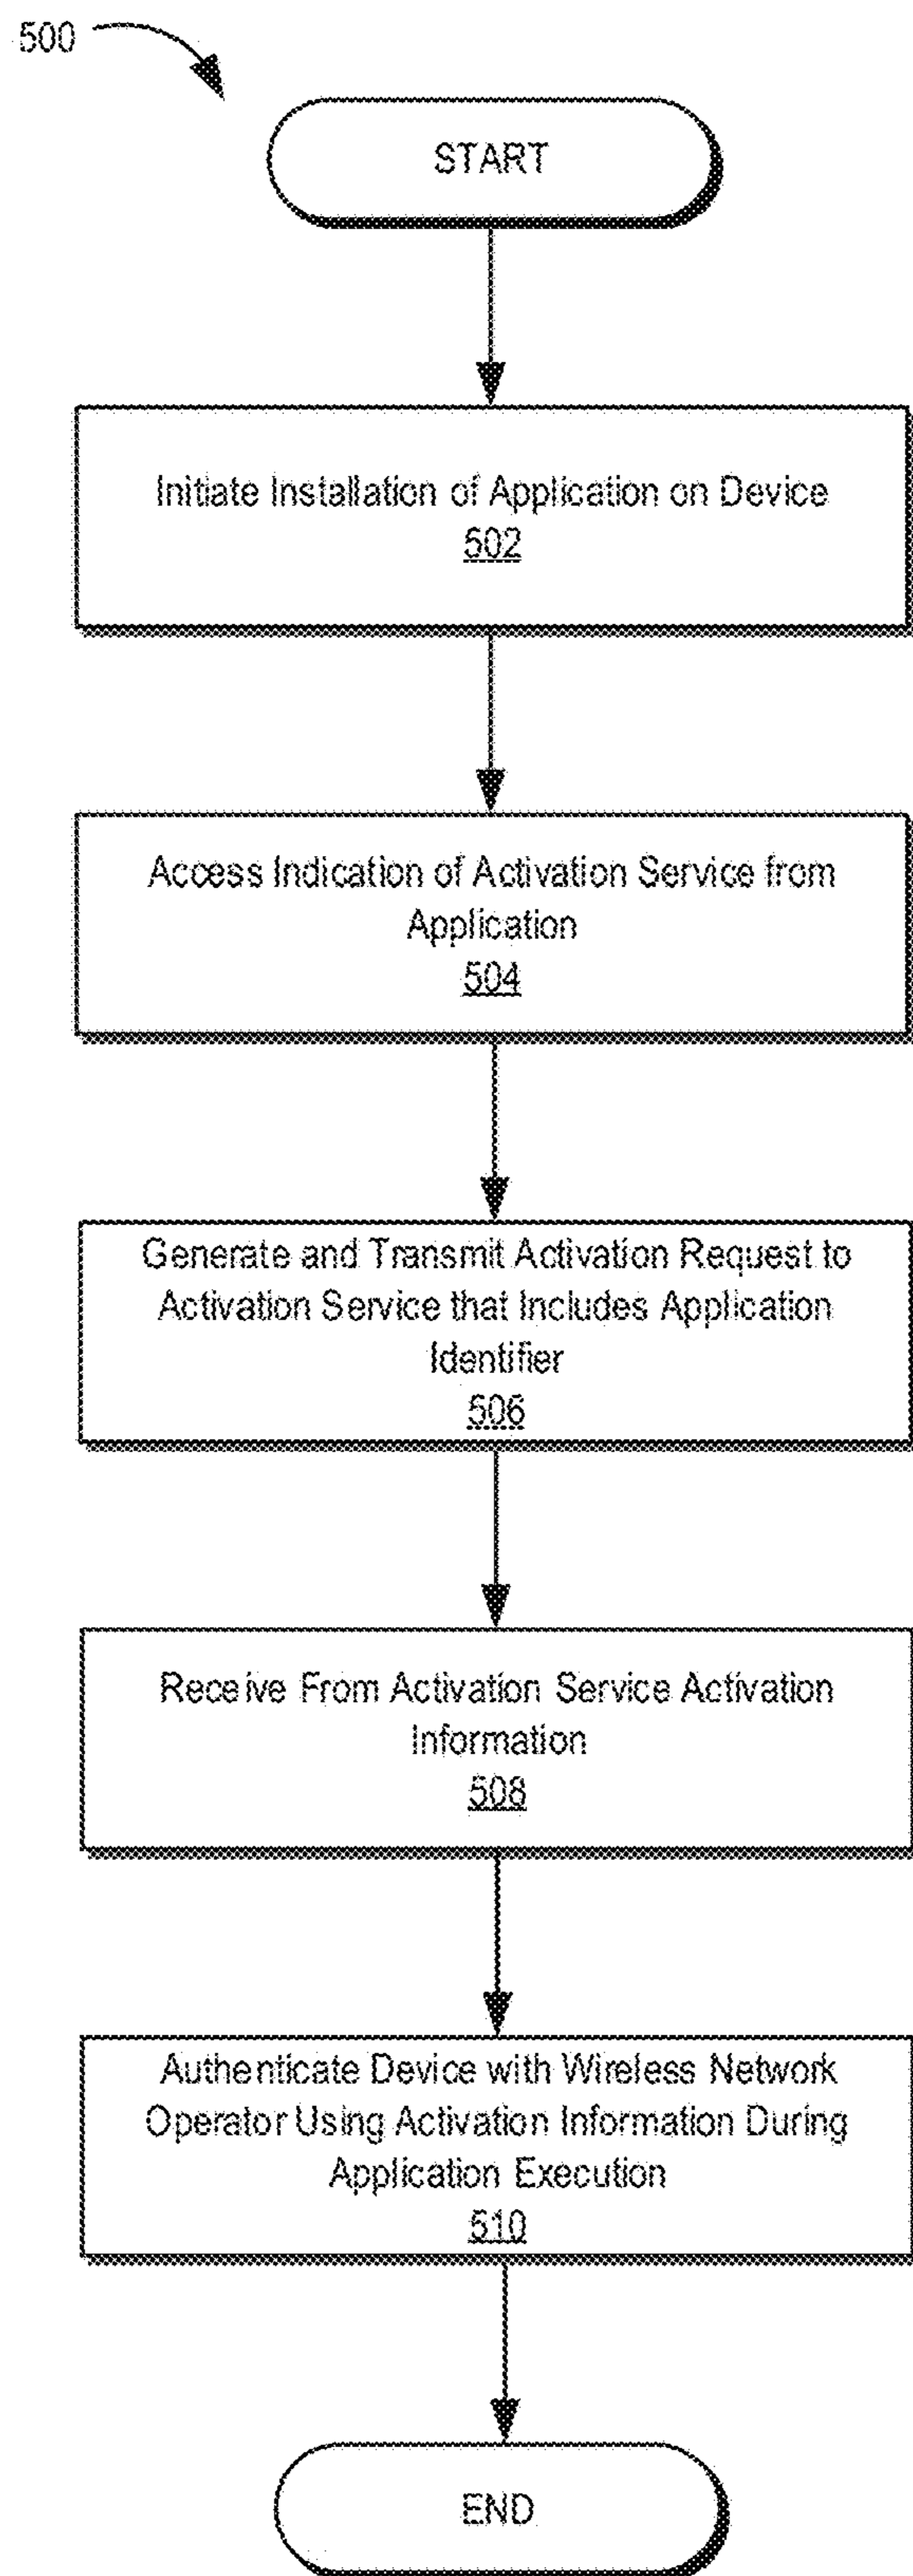 500
START
Initiate Installation of Application on Device
502
Access Indication of Activation Service from
Application
504
Generate and Transmit Activation Request to
Activation Service that Includes Application
Identifier
506
Receive From Activation Service Activation
Information
508
Authenticate Device with Wireless Network
Operator Using Activation Information During
Application Execution
510
END